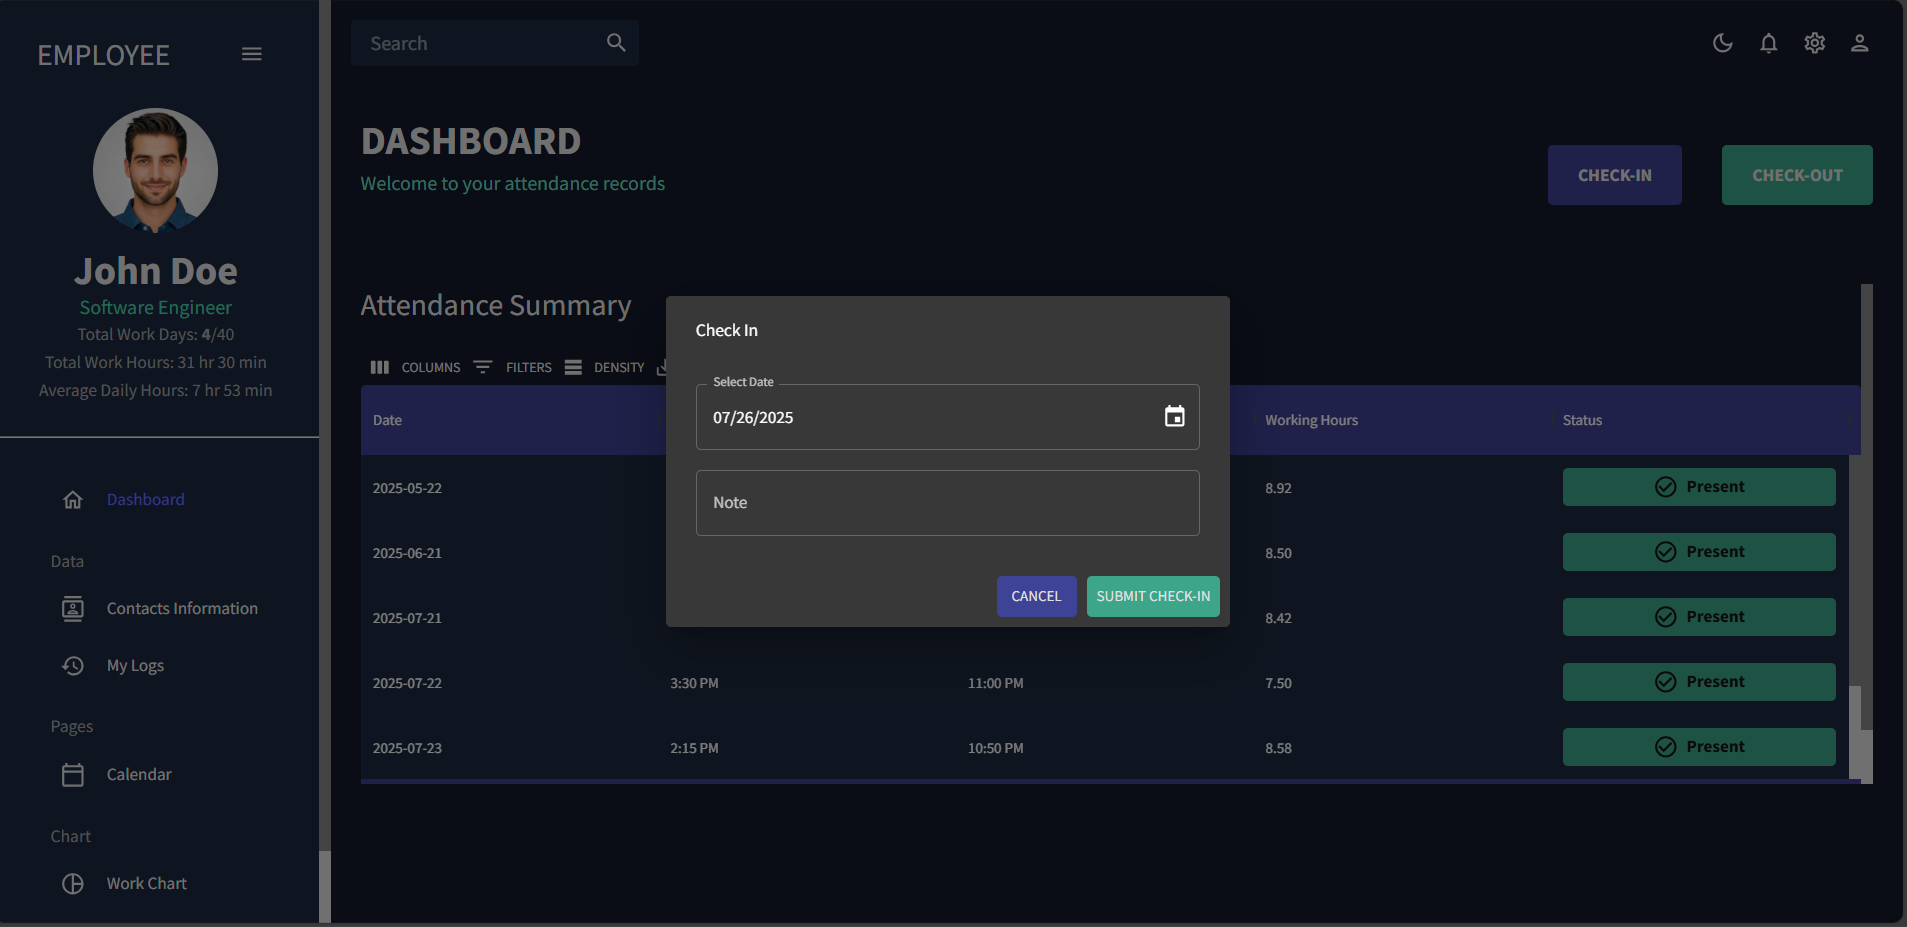 EMPLOYEE
John Doe
Software Engineer
Total Work Days: 4/40
Total Work Hours: 31 hr 30 min
Average Daily Hours: 7 hr 53 min
Dashboard
Data
Contacts Information
My Logs
Pages
Calendar
Chart
Work Chart
Search
DASHBOARD
Welcome to your attendance records
CHECK-IN
CHECK-OUT
Attendance Summary
COLUMNS FILTERS DENSITY
Date Working Hours Status
2025-05-22 8.92 Present
2025-06-21 8.50 Present
2025-07-21 8.42 Present
2025-07-22 3:30 PM 11:00 PM 7.50 Present
2025-07-23 2:15 PM 10:50 PM 8.58 Present
Check In
Select Date
07/26/2025
Note
CANCEL SUBMIT CHECK-IN